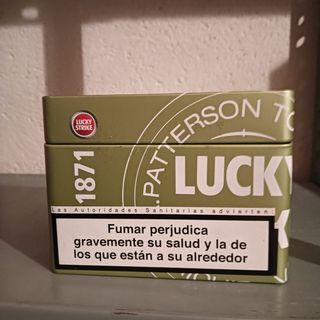 LUCKY
STRIKE
.PATTERSON TO
1871
LUCKY
Las Autoridades Sanitarias advierten:
Fumar perjudica
gravemente su salud y la de
los que están a su alrededor